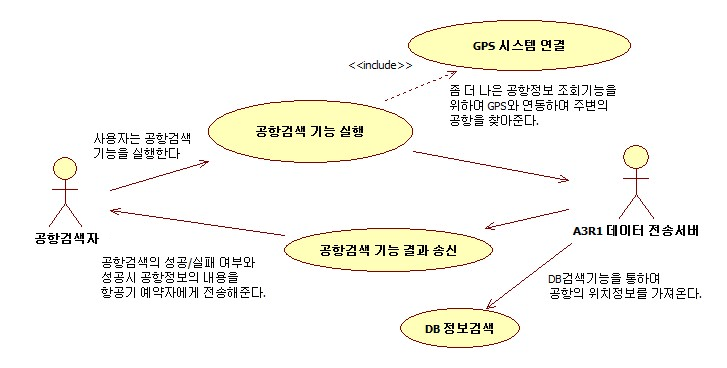 GPS 시스템 연결
<<include>>
좀 더 나은 공항정보 조회기능을
위하여 GPS와 연동하여 주변의
공항을 찾아준다.
공항검색 기능 실행
사용자는 공항검색
기능을 실행한다
공항검색자
A3R1 데이터 전송서버
공항검색 기능 결과 송신
공항검색의 성공/실패 여부와
성공시 공항정보의 내용을
항공기 예약자에게 전송해준다.
DB검색기능을 통하여
공항의 위치정보를 가져온다.
DB 정보검색